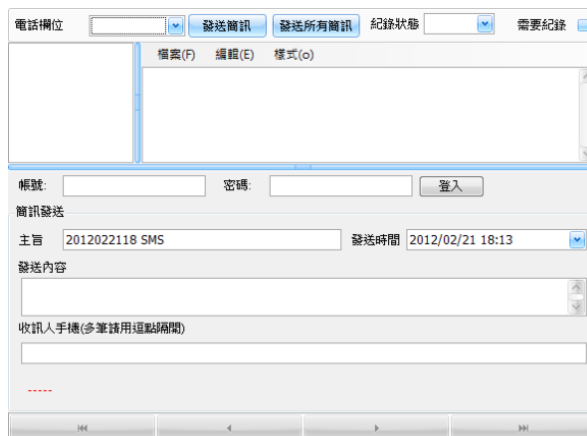 電話欄位 發送簡訊 發送所有簡訊 紀錄狀態 需要紀錄
檔案(F) 編輯(E) 樣式(o)
帳號: 密碼: 登入
簡訊發送
主旨 2012022118 SMS 發送時間 2012/02/21 18:13
發送內容
收訊人手機(多筆請用逗點隔開)
-----